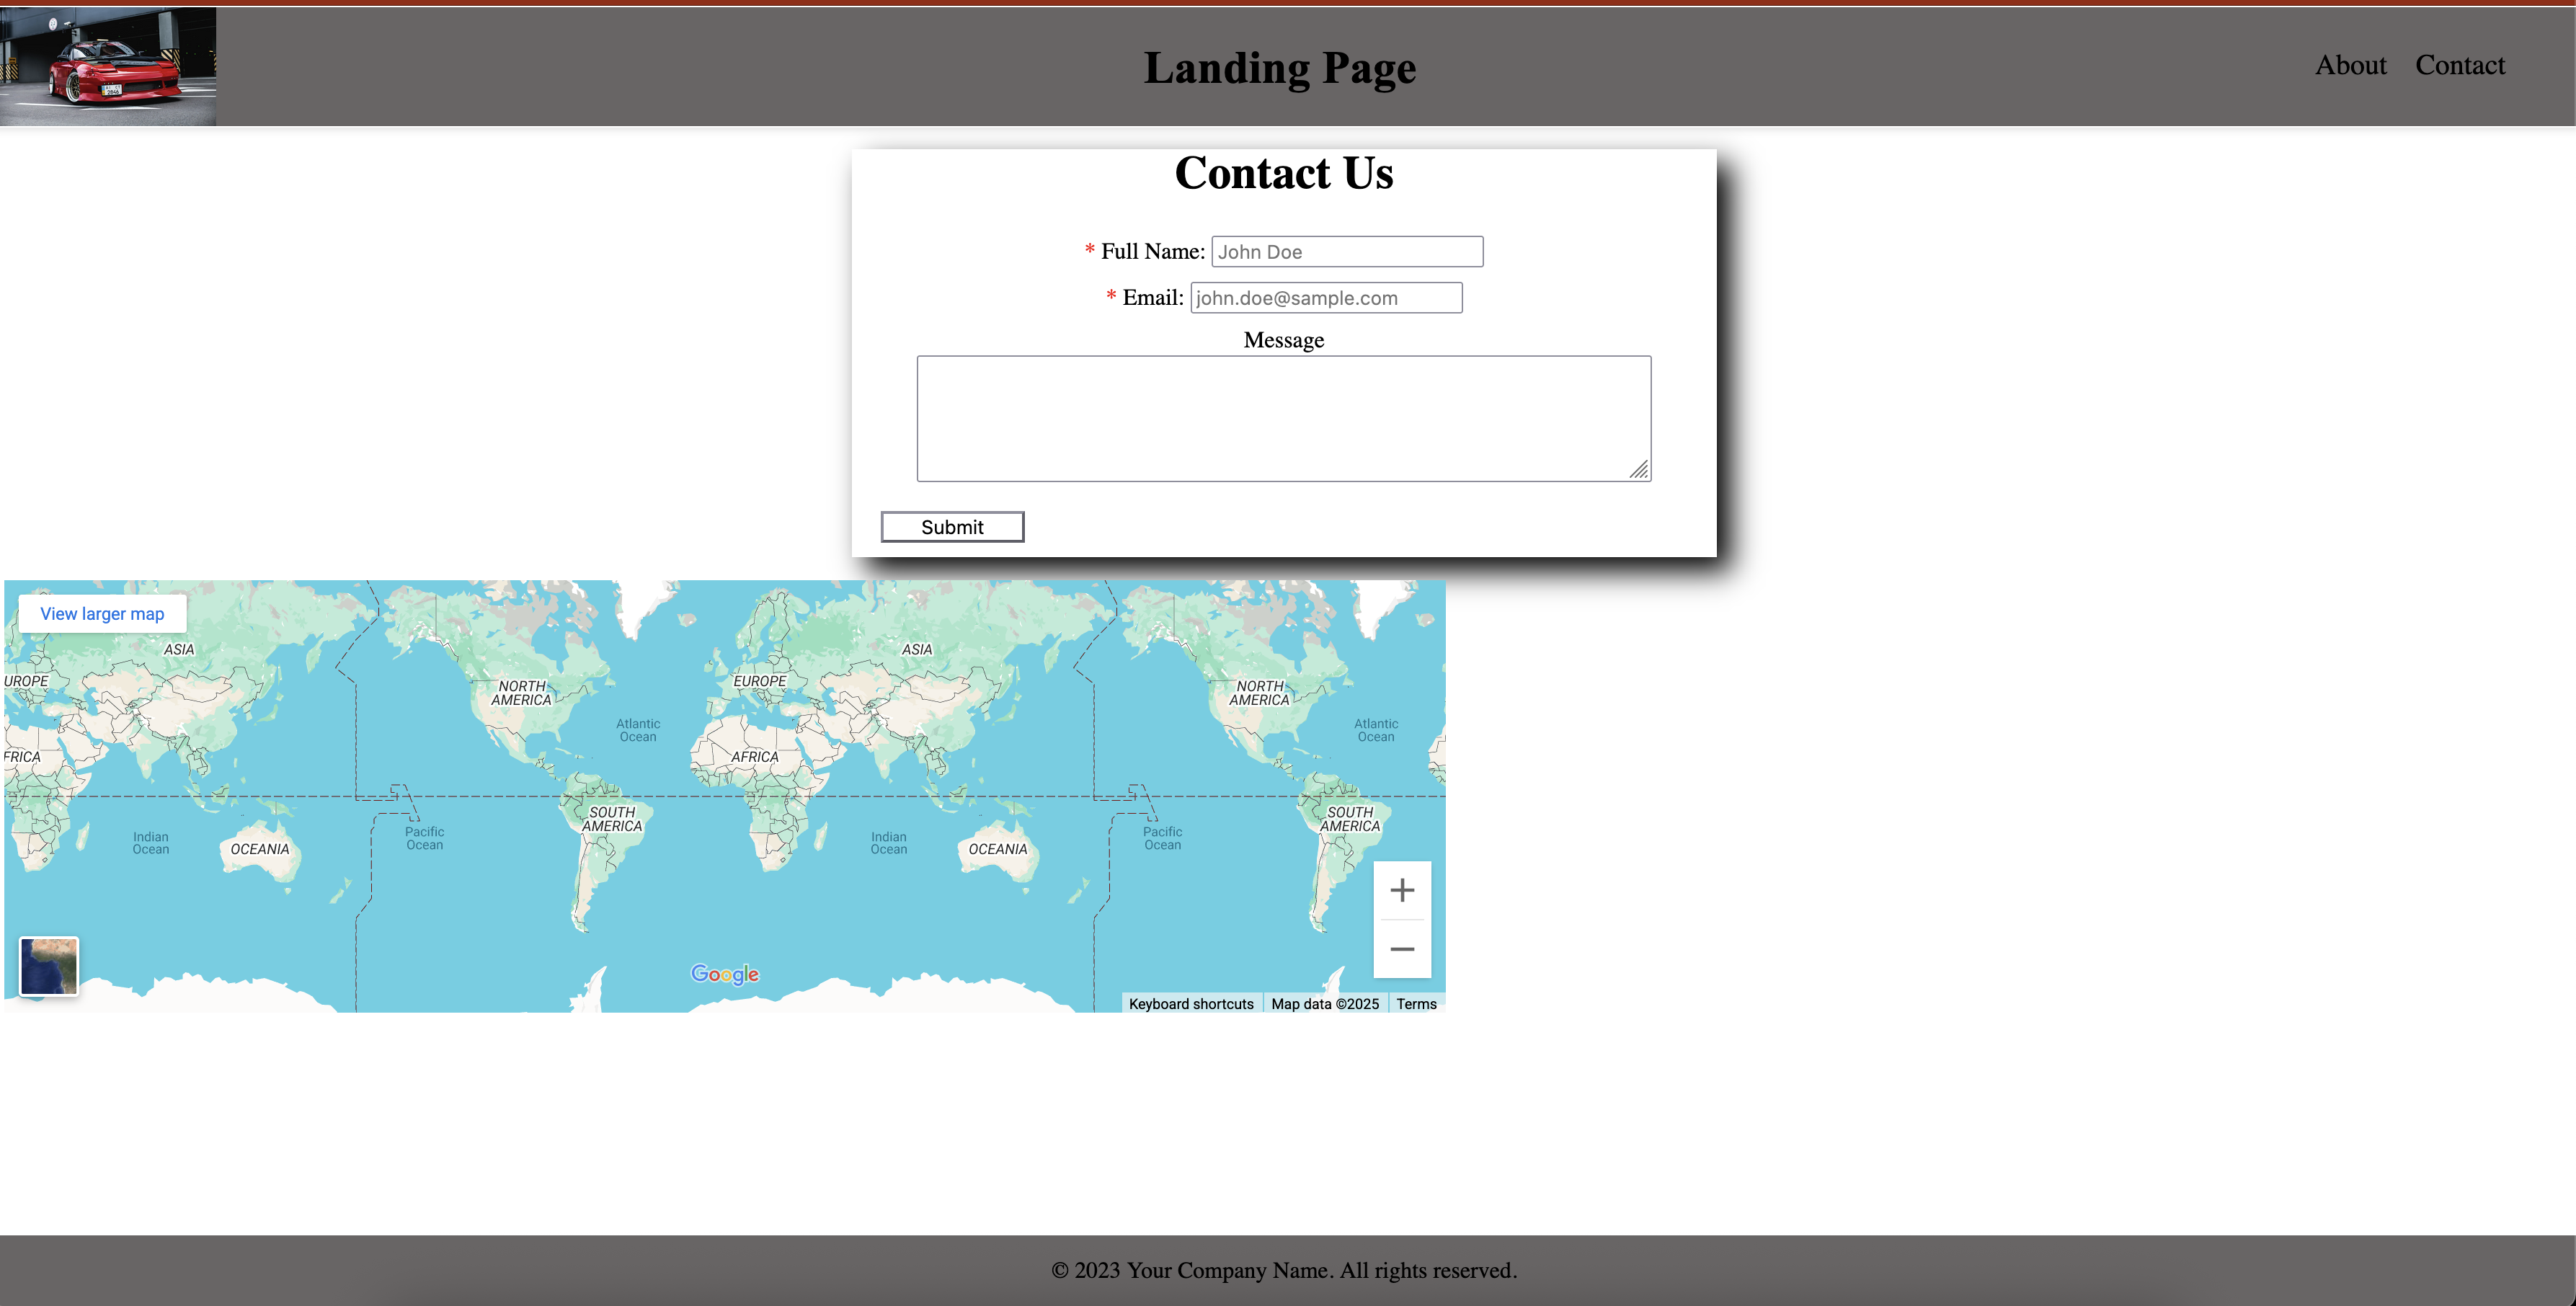 Landing Page
About Contact
Contact Us
* Full Name: John Doe
* Email: john.doe@sample.com
Message
Submit
View larger map
ASIA
ASIA
UROPE
EUROPE
NORTH
AMERICA
NORTH
AMERICA
Atlantic
Ocean
Atlantic
Ocean
FRICA
AFRICA
SOUTH
AMERICA
SOUTH
AMERICA
Indian
Ocean
Pacific
Ocean
Indian
Ocean
Pacific
Ocean
OCEANIA
OCEANIA
Google
Keyboard shortcuts Map data ©2025 Terms
© 2023 Your Company Name. All rights reserved.